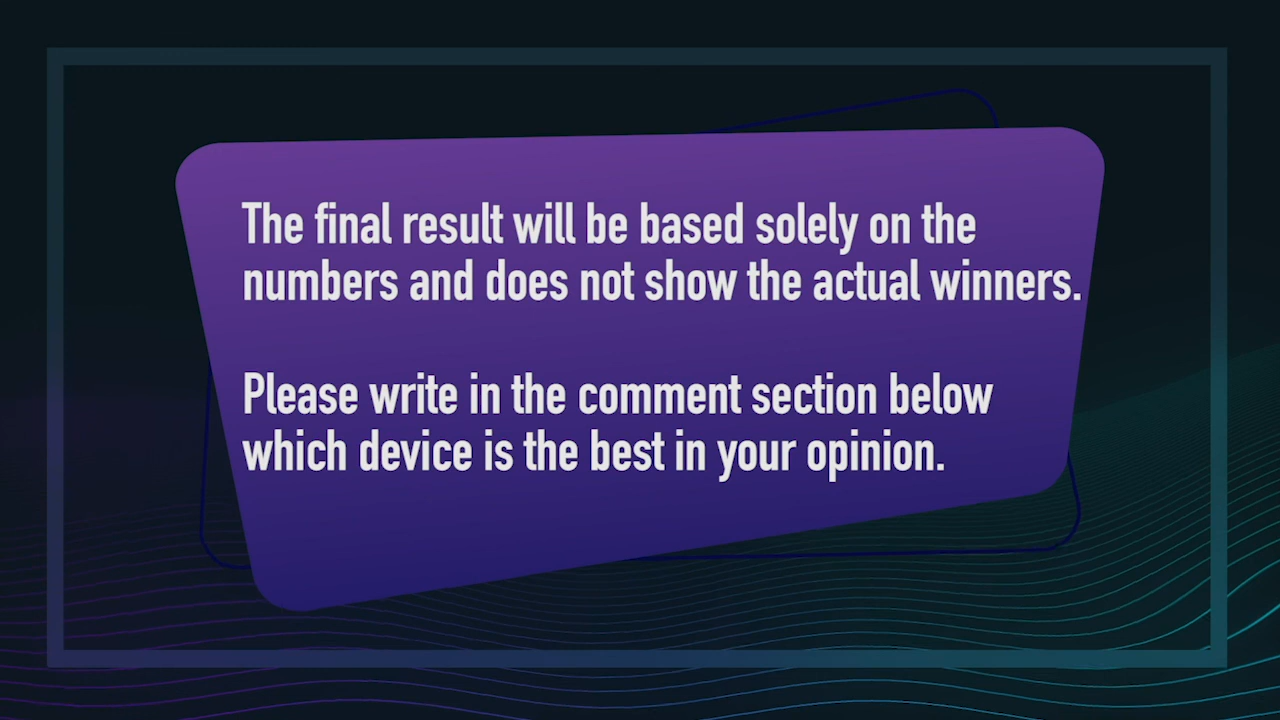 The final result will be based solely on the
numbers and does not show the actual winners.
Please write in the comment section below
which device is the best in your opinion.